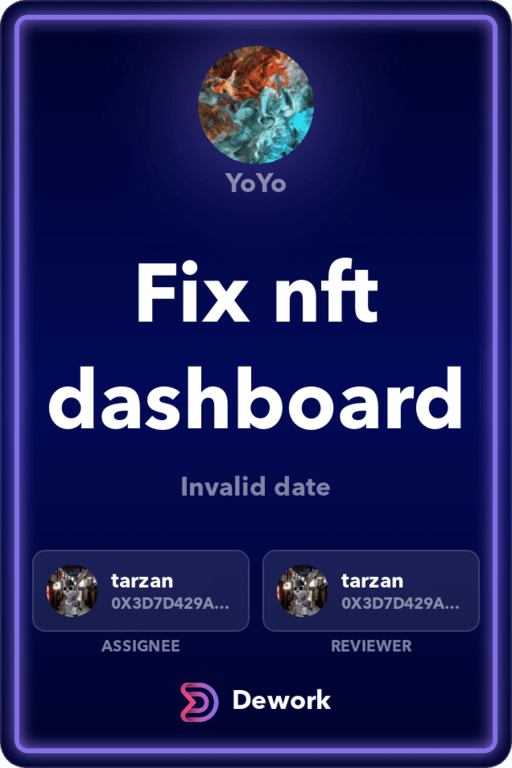 YoYo
Fix nft
dashboard
Invalid date
tarzan
0X3D7D429A...
tarzan
0X3D7D429A...
ASSIGNEE
REVIEWER
Dework